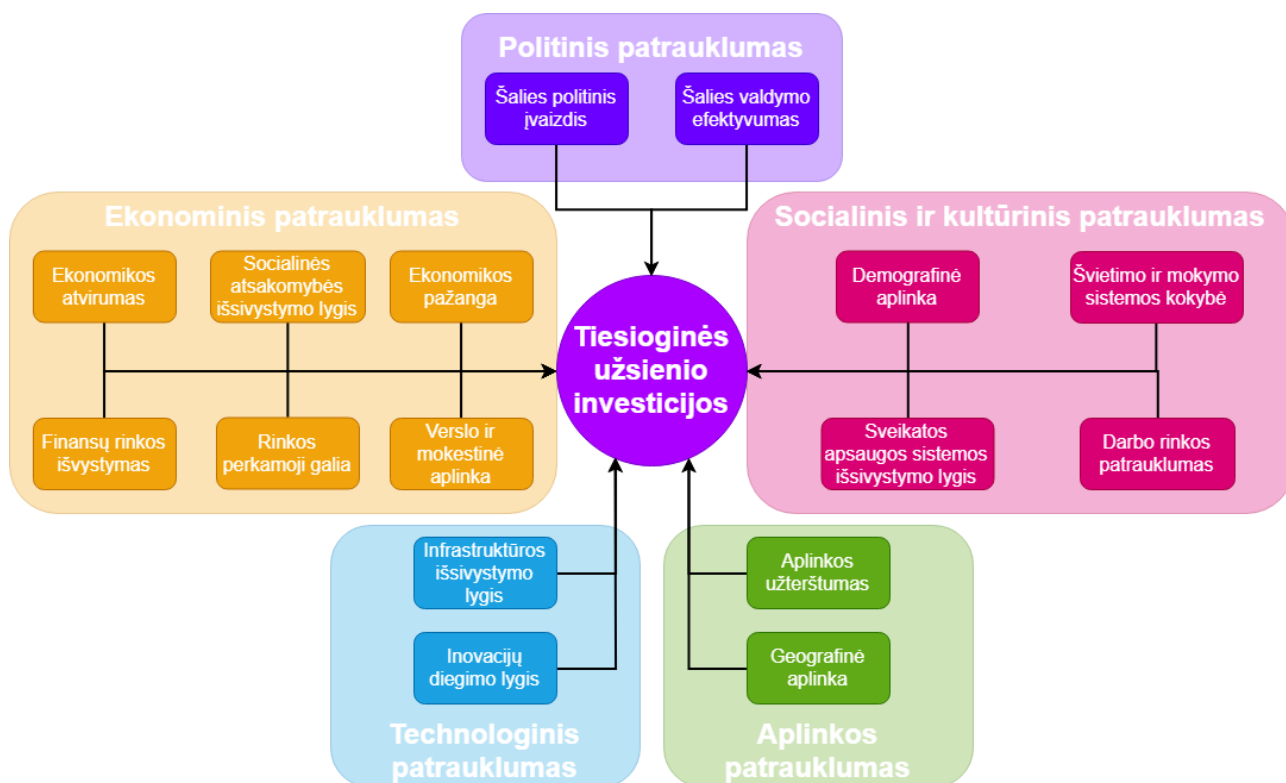 Politinis patrauklumas
Šalies politinis
įvaizdis
Šalies valdymo
efektyvumas
Ekonominis patrauklumas
Ekonomikos
atvirumas
Socialinės
atsakomybės
išsivystymo lygis
Ekonomikos
pažanga
Finansų rinkos
išvystymas
Rinkos
perkamoji galia
Verslo ir
mokestinė
aplinka
Tiesioginės
užsienio
investicijos
Socialinis ir kultūrinis patrauklumas
Demografinė
aplinka
Švietimo ir mokymo
sistemos kokybė
Sveikatos
apsaugos sistemos
išsivystymo lygis
Darbo rinkos
patrauklumas
Infrastruktūros
išsivystymo
lygis
Inovacijų
diegimo lygis
Technologinis
patrauklumas
Aplinkos
užterštumas
Geografinė
aplinka
Aplinkos
patrauklumas